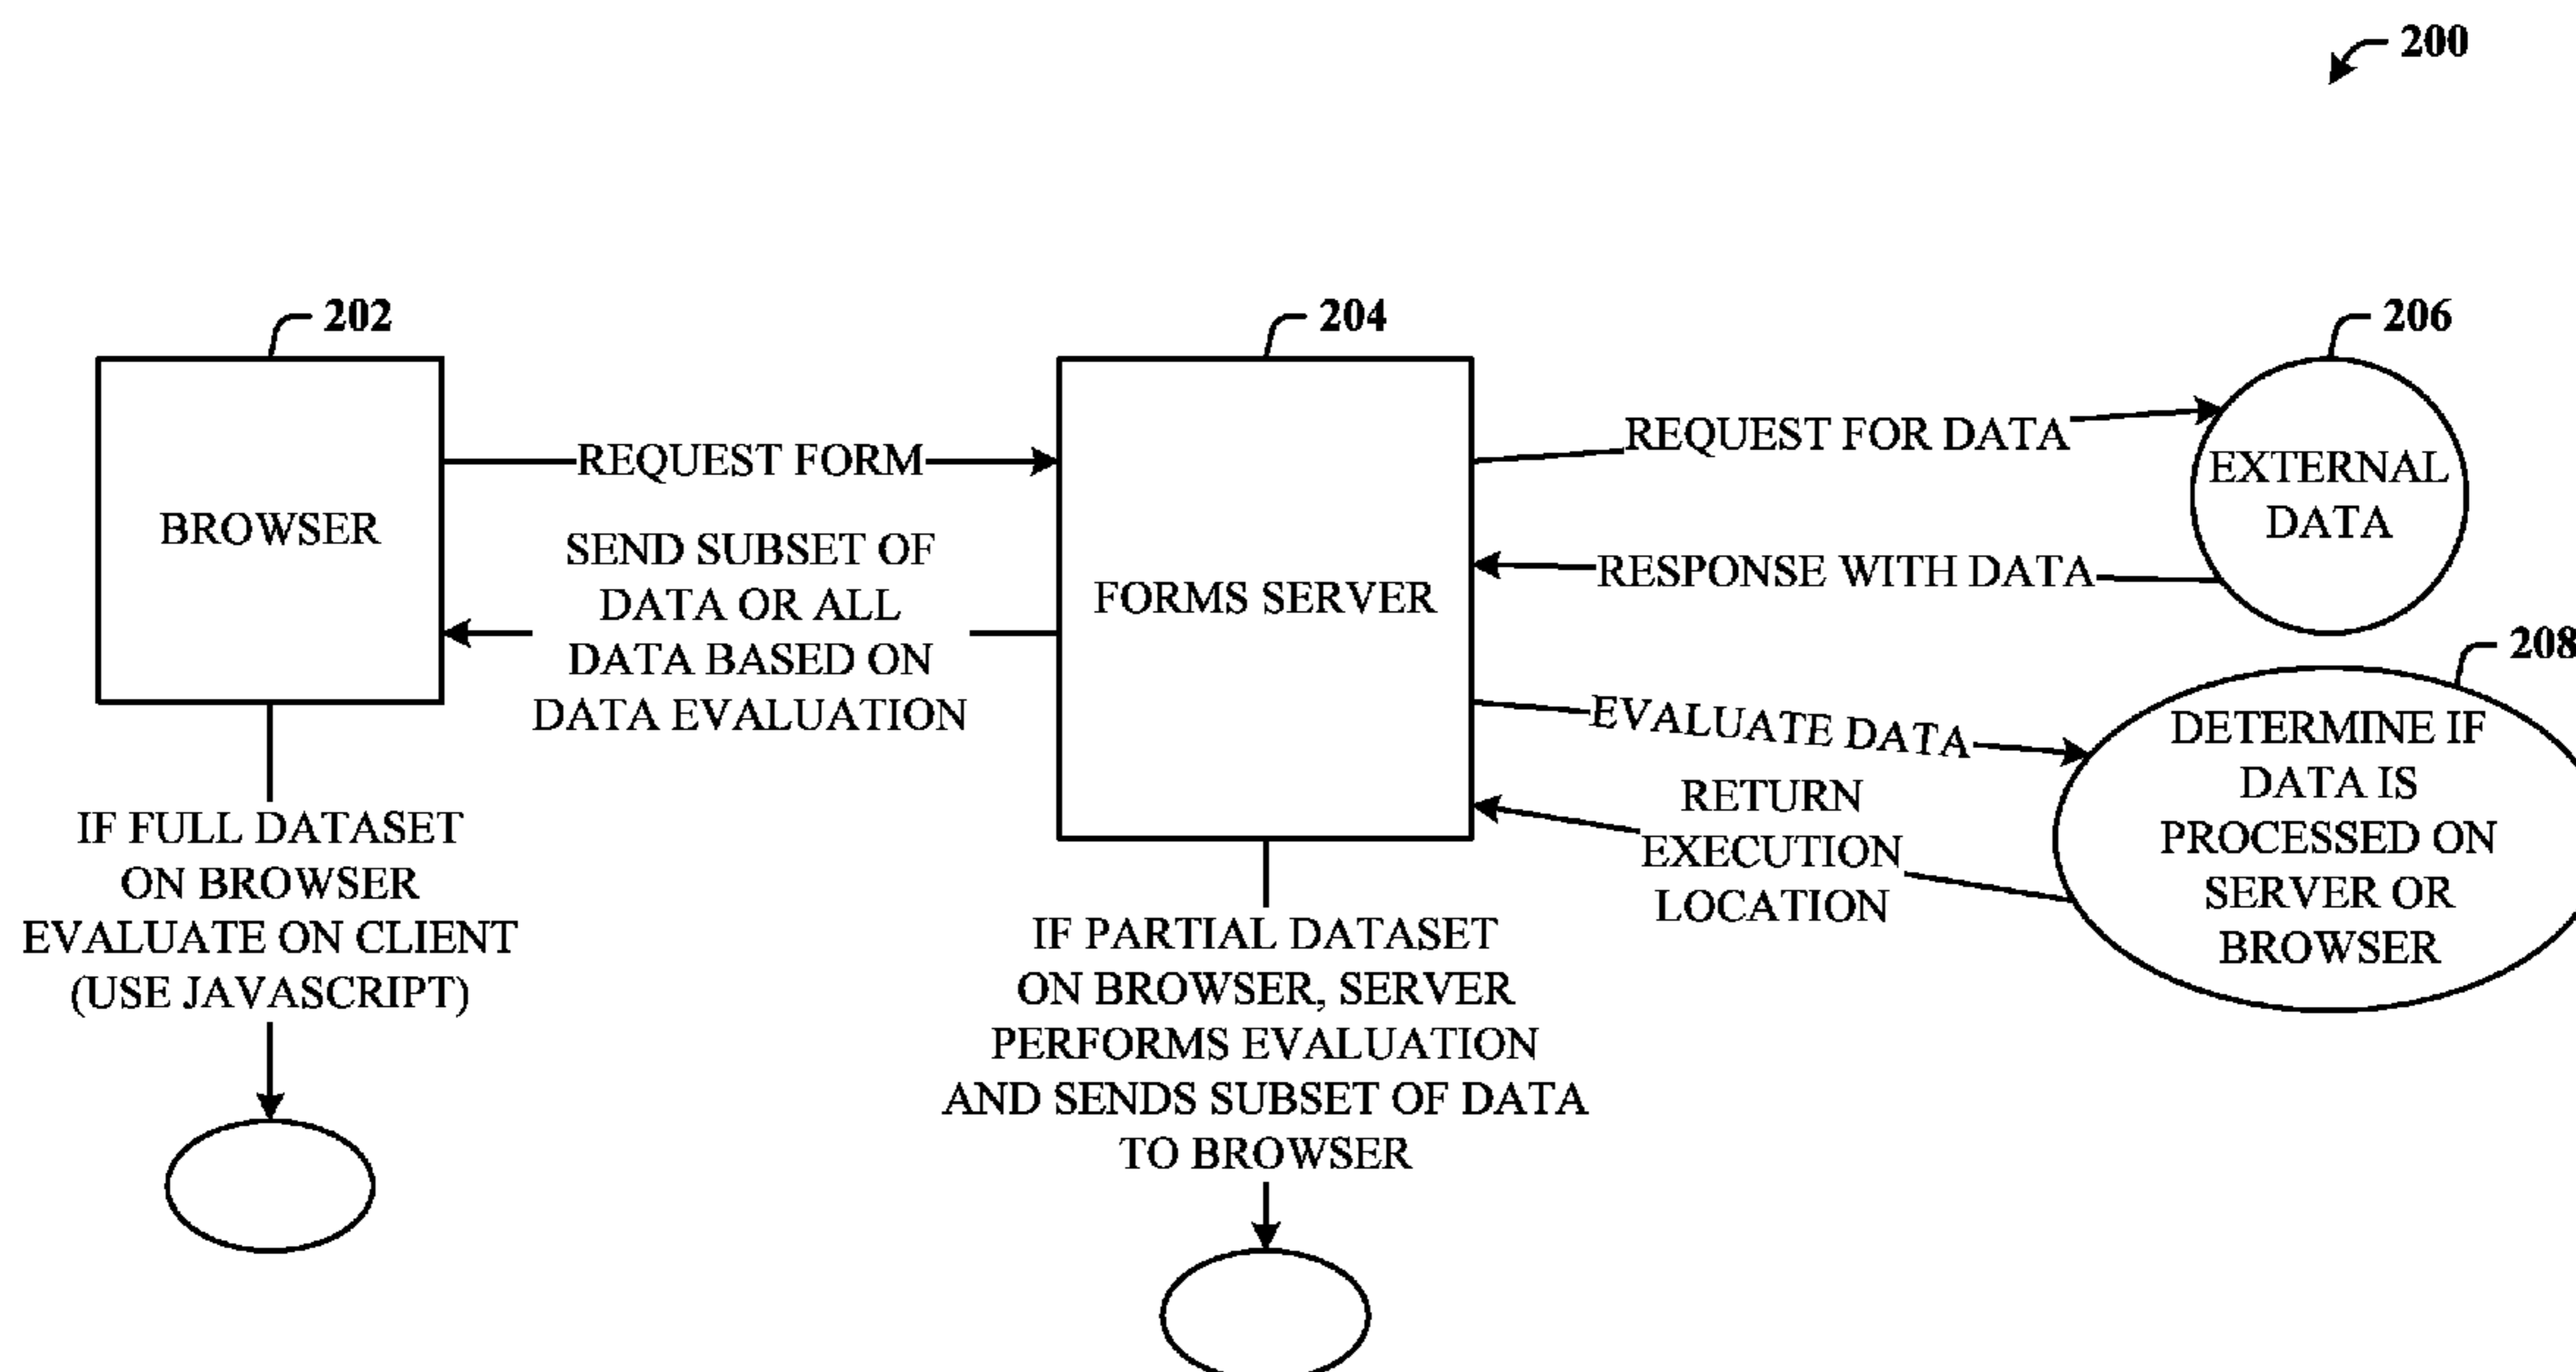 200
202
204
206
BROWSER
REQUEST FORM
SEND SUBSET OF
DATA OR ALL
DATA BASED ON
DATA EVALUATION
FORMS SERVER
REQUEST FOR DATA
EXTERNAL
DATA
RESPONSE WITH DATA
208
EVALUATE DATA
RETURN
EXECUTION
LOCATION
DETERMINE IF
DATA IS
PROCESSED ON
SERVER OR
BROWSER
IF FULL DATASET
ON BROWSER
EVALUATE ON CLIENT
(USE JAVASCRIPT)
IF PARTIAL DATASET
ON BROWSER, SERVER
PERFORMS EVALUATION
AND SENDS SUBSET OF DATA
TO BROWSER